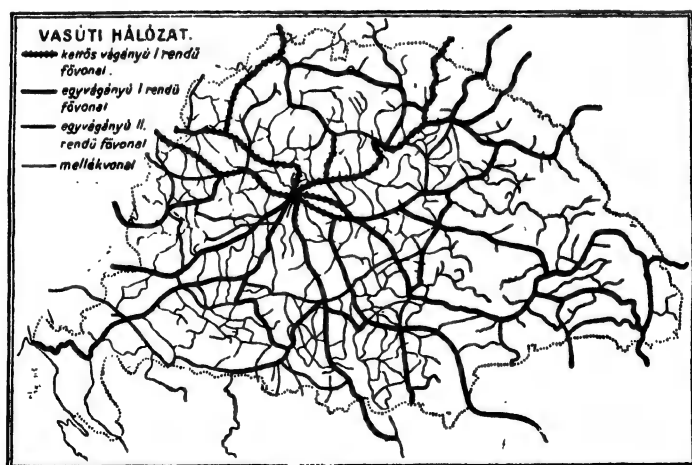 VASÚTI HÁLÓZAT.
kettős vágányú I rendű
fővonal.
egyvágányú I rendű
fővonal
egyvágányú II.
rendű fővonal
mellékvonal